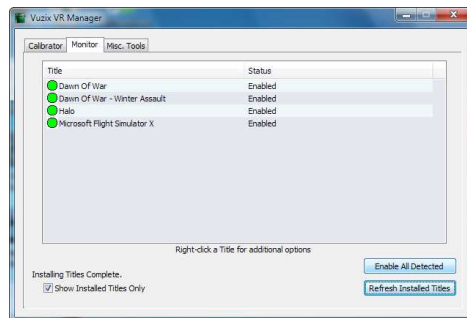 Vuzix VR Manager
Calibrator Monitor Misc. Tools
Title Status
Dawn Of War Enabled
Dawn Of War - Winter Assault Enabled
Halo Enabled
Microsoft Flight Simulator X Enabled
Right-click a Title for additional options
Enable All Detected
Installing Titles Complete.
Show Installed Titles Only Refresh Installed Titles